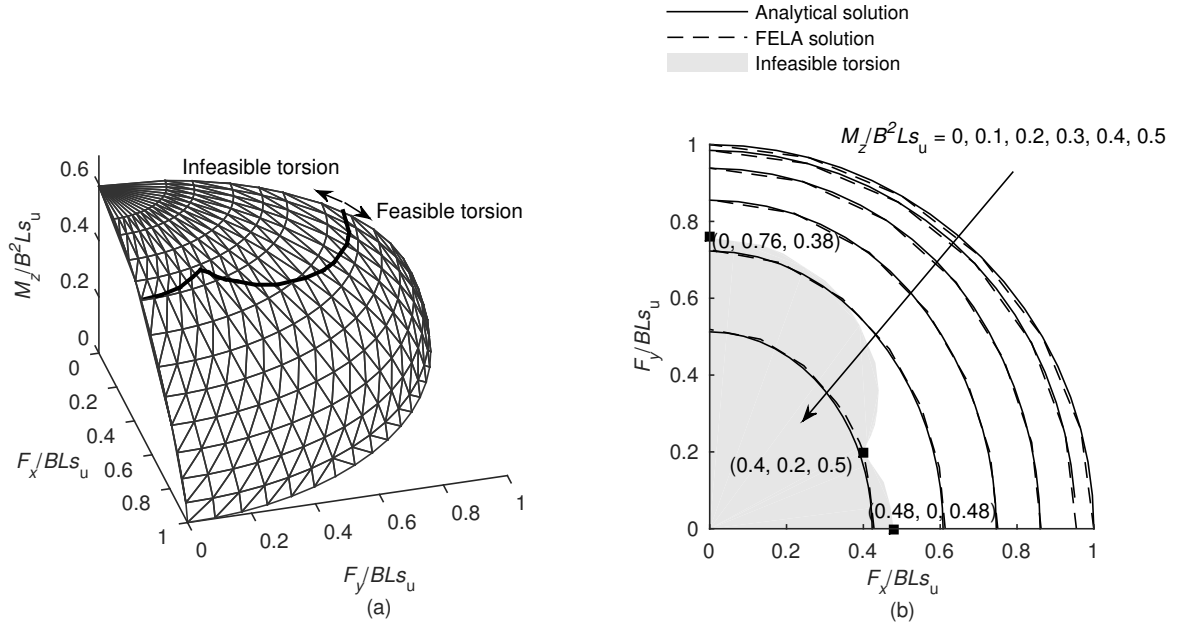 Infeasible torsion
Feasible torsion
M_z/B²Ls_u
0.6
0.4
0.2
0
0
0.2
0.4
0.6
0.8
1
F_x/BLs_u
0
0.2
0.4
0.6
0.8
1
F_y/BLs_u
(a)
Analytical solution
FELA solution
Infeasible torsion
M_z/B²Ls_u = 0, 0.1, 0.2, 0.3, 0.4, 0.5
1
0.8
0.6
0.4
0.2
0
F_y/BLs_u
(0, 0.76, 0.38)
(0.4, 0.2, 0.5)
(0.48, 0, 0.48)
0
0.2
0.4
0.6
0.8
1
F_x/BLs_u
(b)